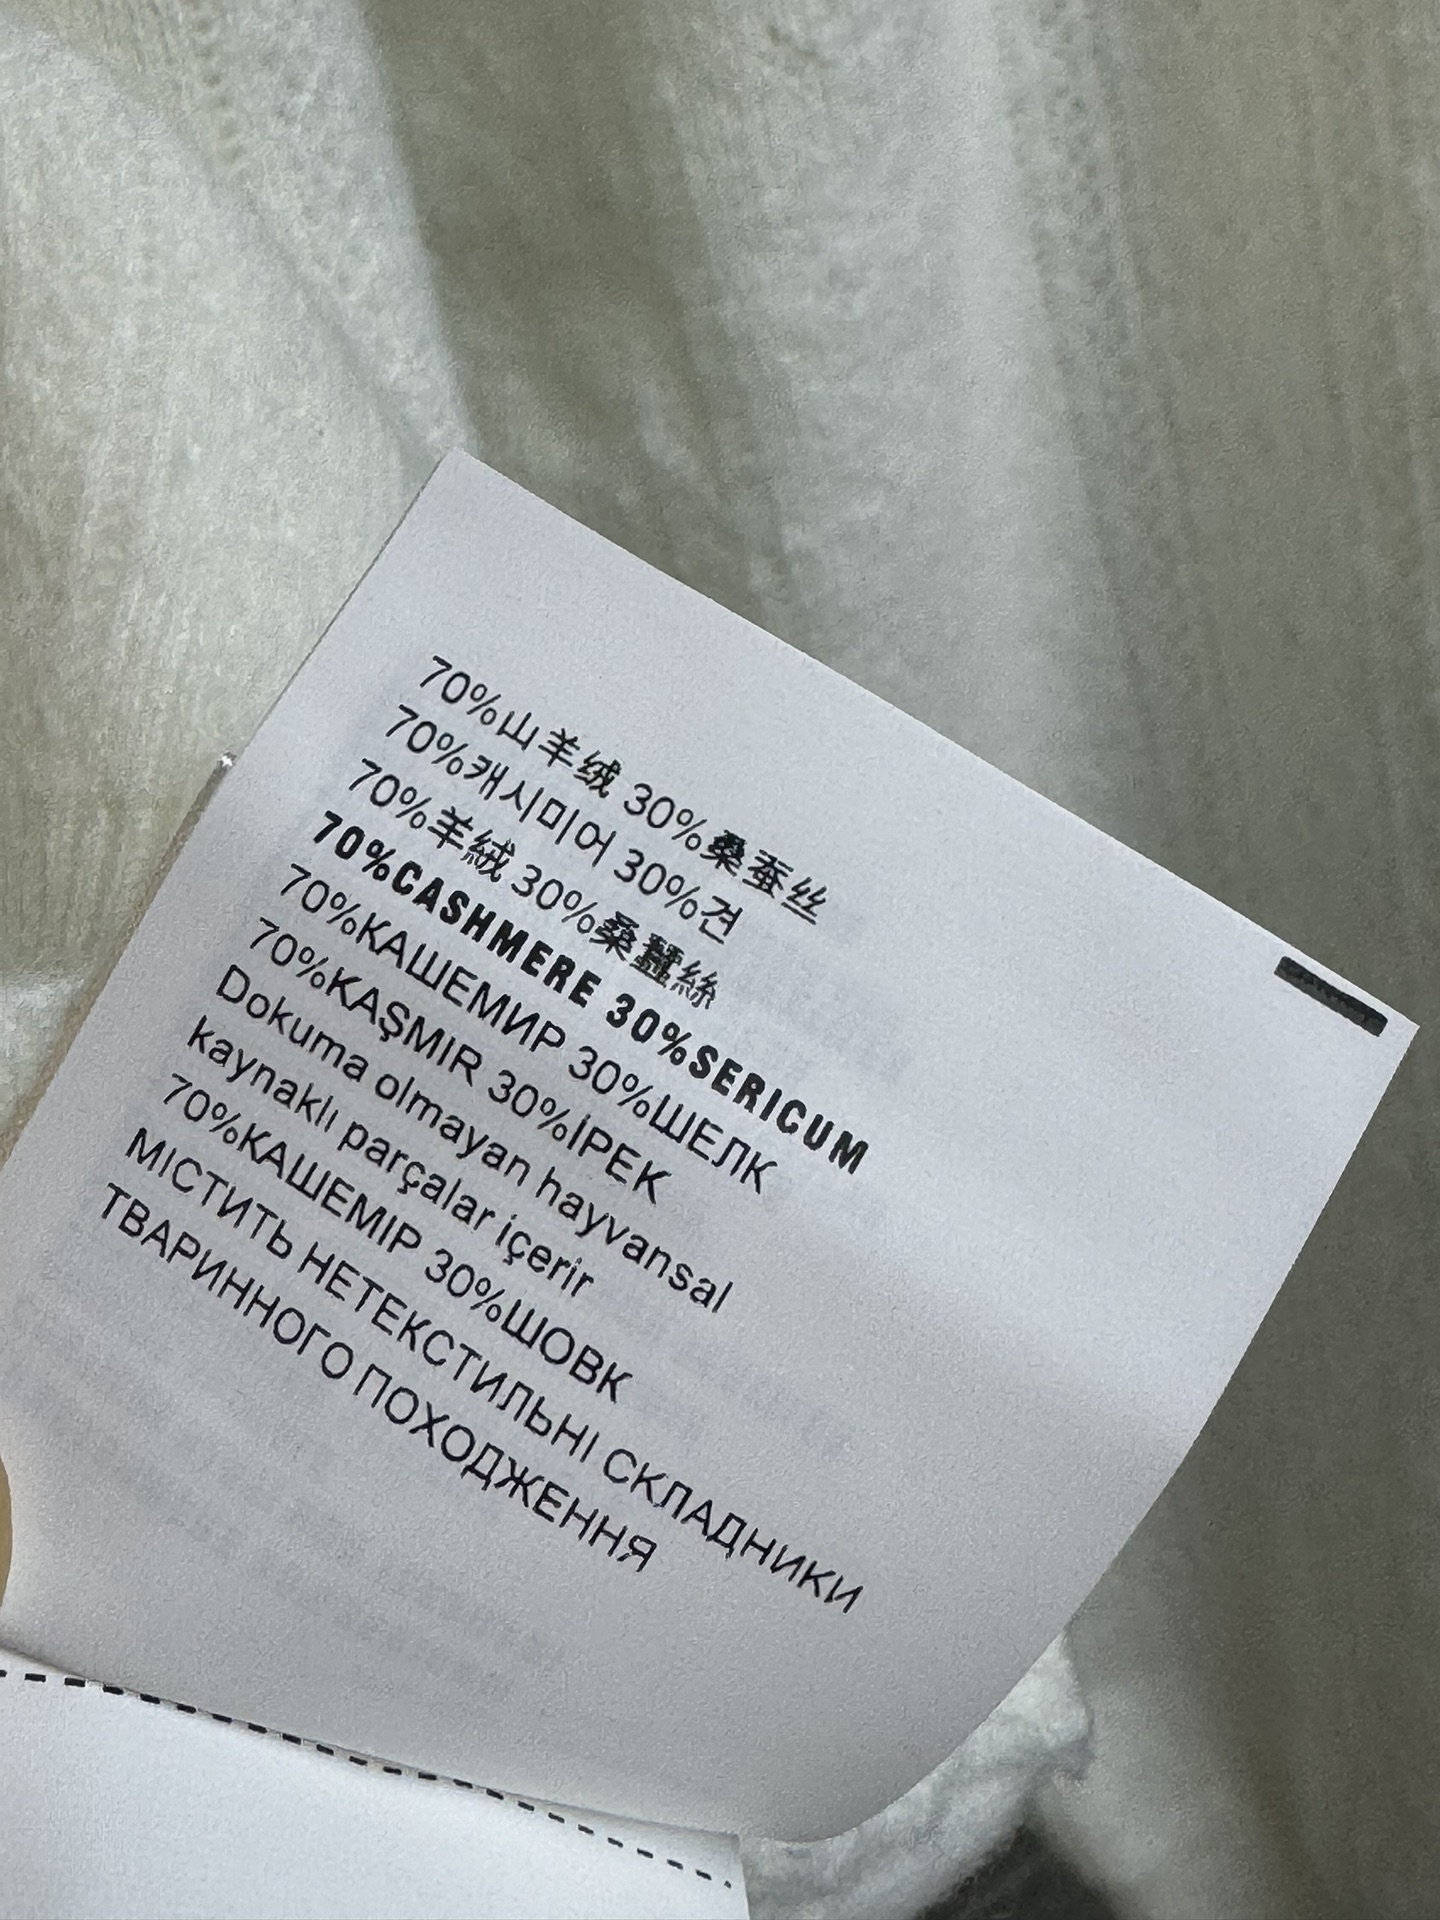 70%山羊绒 30%桑蚕丝
70%캐시미어 30%견
70%羊絨 30%桑蠶絲
70%CASHMERE 30%SERICUM
70%КАШЕМИР 30%ШЕЛК
70%KAŞMIR 30%İPEK
Dokuma olmayan hayvansal
kaynaklı parçalar içerir
70%КАШЕМІР 30%ШОВК
МІСТИТЬ НЕТЕКСТИЛЬНІ СКЛАДНИКИ
ТВАРИННОГО ПОХОДЖЕННЯ